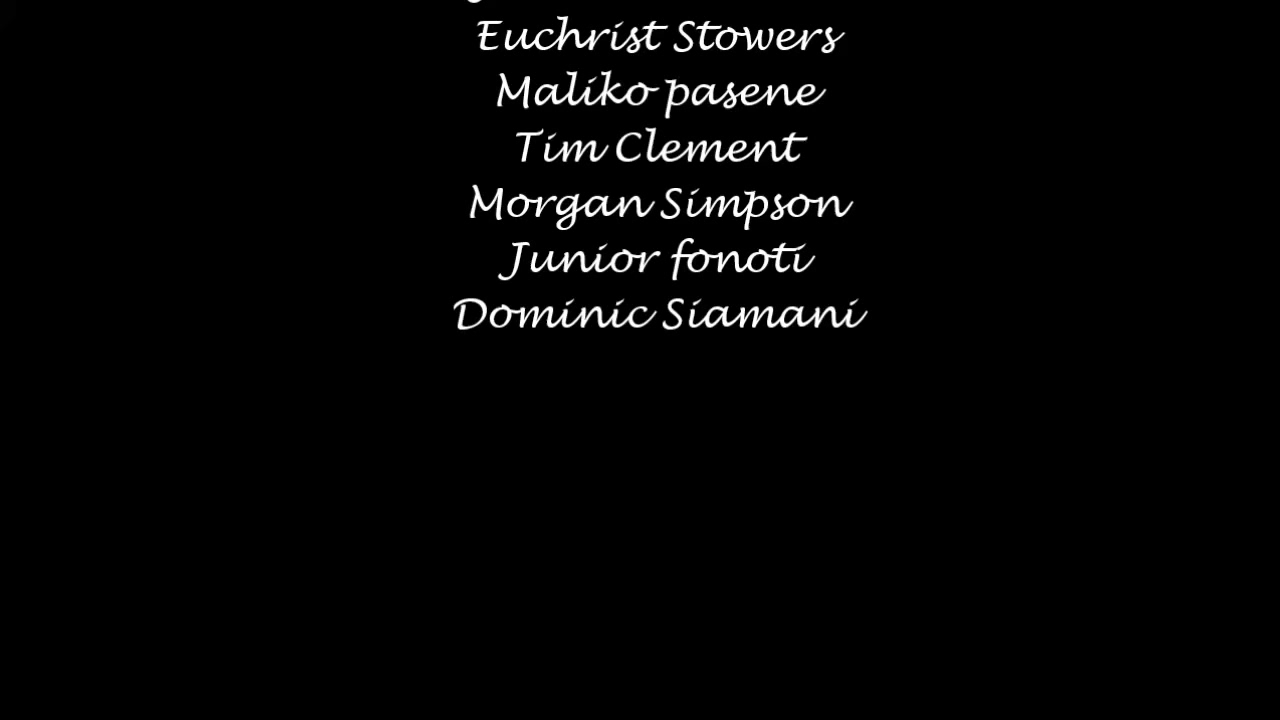 Euchrist Stowers
Maliko pasene
Tim Clement
Morgan Simpson
Junior fonoti
Dominic Siamani